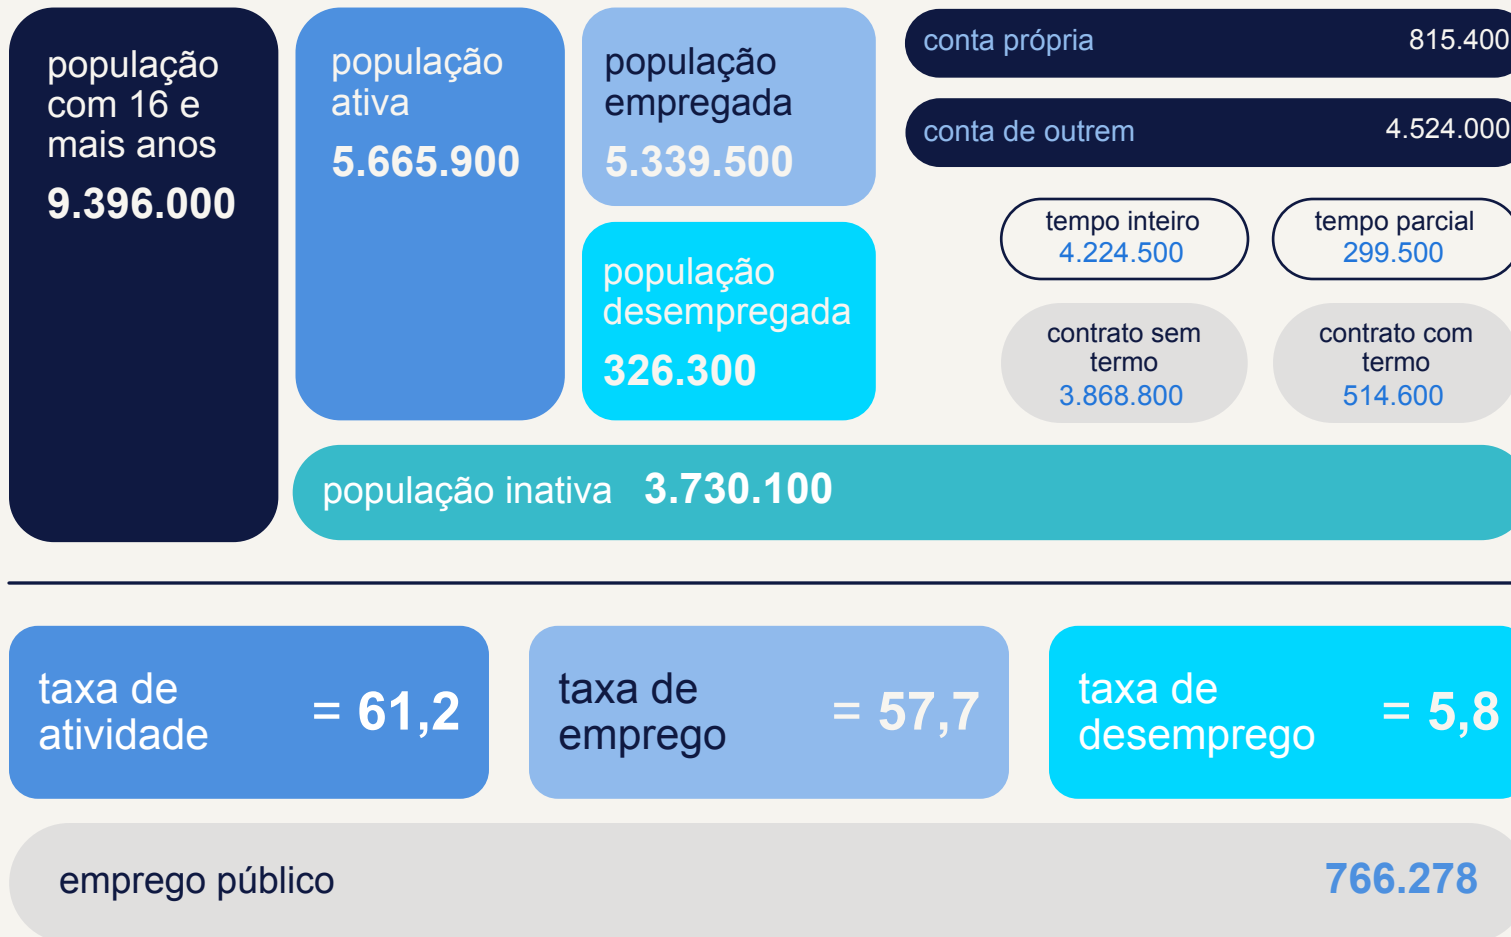 população
com 16 e
mais anos
9.396.000
população
ativa
5.665.900
população
empregada
5.339.500
população
desempregada
326.300
conta própria 815.400
conta de outrem 4.524.000
tempo inteiro
4.224.500
tempo parcial
299.500
contrato sem
termo
3.868.800
contrato com
termo
514.600
população inativa 3.730.100
taxa de
atividade
= 61,2
taxa de
emprego
= 57,7
taxa de
desemprego
= 5,8
emprego público 766.278